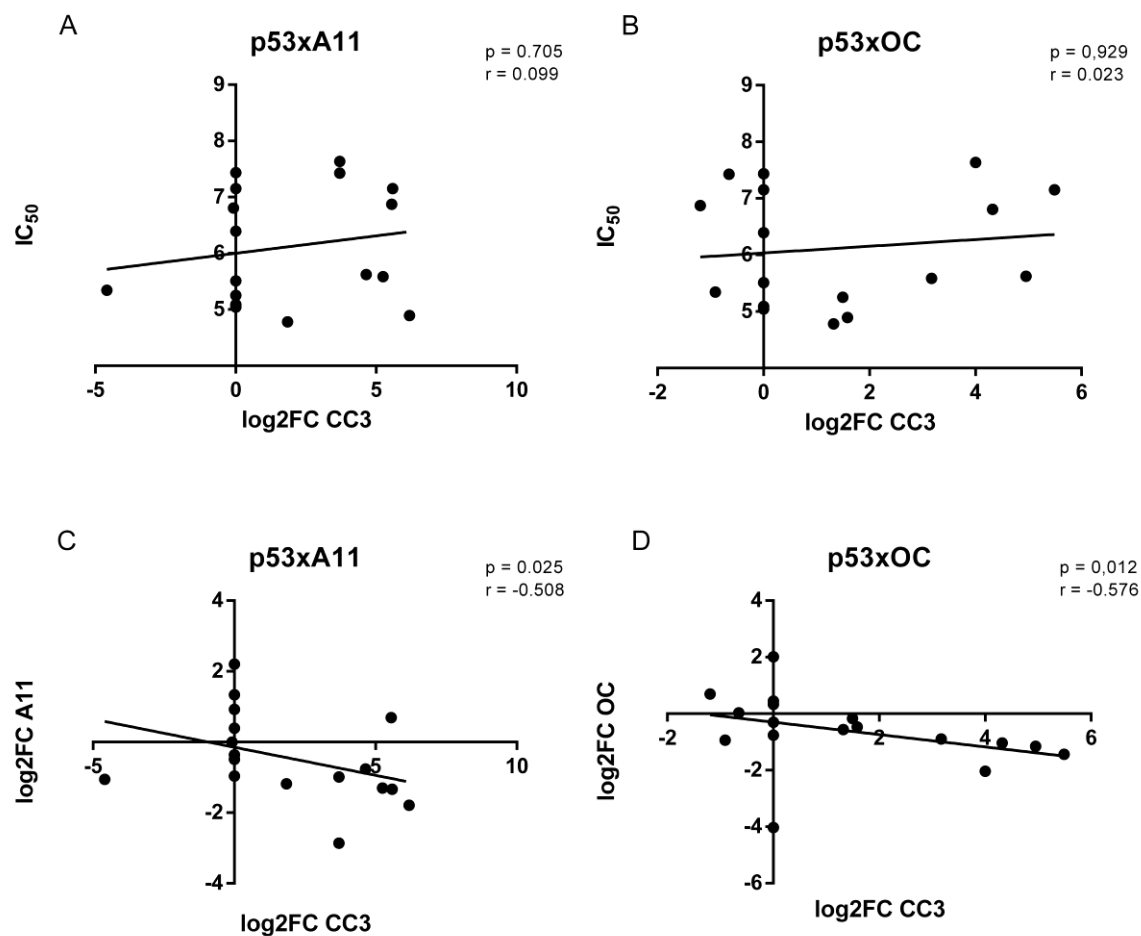 A
p53xA11
p = 0.705
r = 0.099
9
8
7
6
5
-5
0
5
10
IC50
log2FC CC3
B
p53xOC
p = 0,929
r = 0.023
9
8
7
6
5
-2
0
2
4
6
IC50
log2FC CC3
C
p53xA11
p = 0.025
r = -0.508
4
2
-5
5
10
-2
-4
log2FC A11
log2FC CC3
D
p53xOC
p = 0,012
r = -0.576
4
2
-2
2
4
6
-2
-4
-6
log2FC OC
log2FC CC3